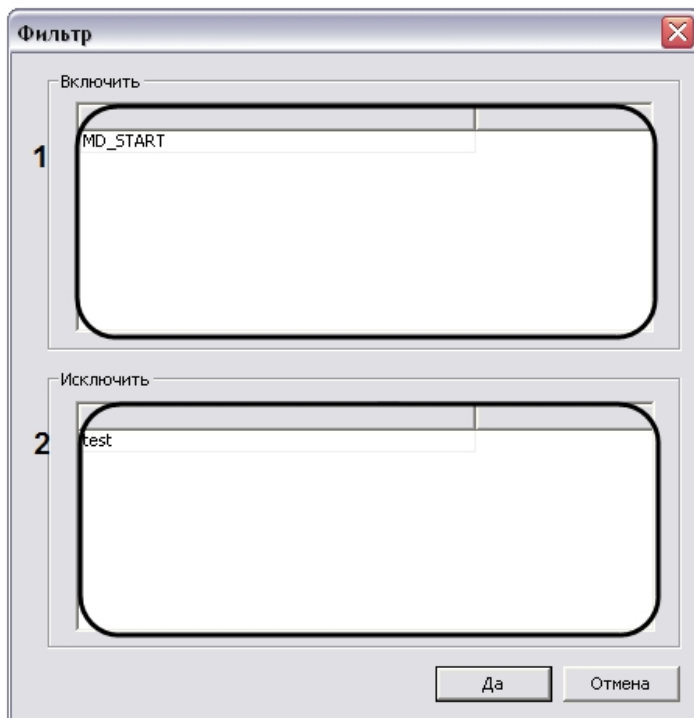 Фильтр
Включить
1
MD_START
Исключить
2
test
Да Отмена